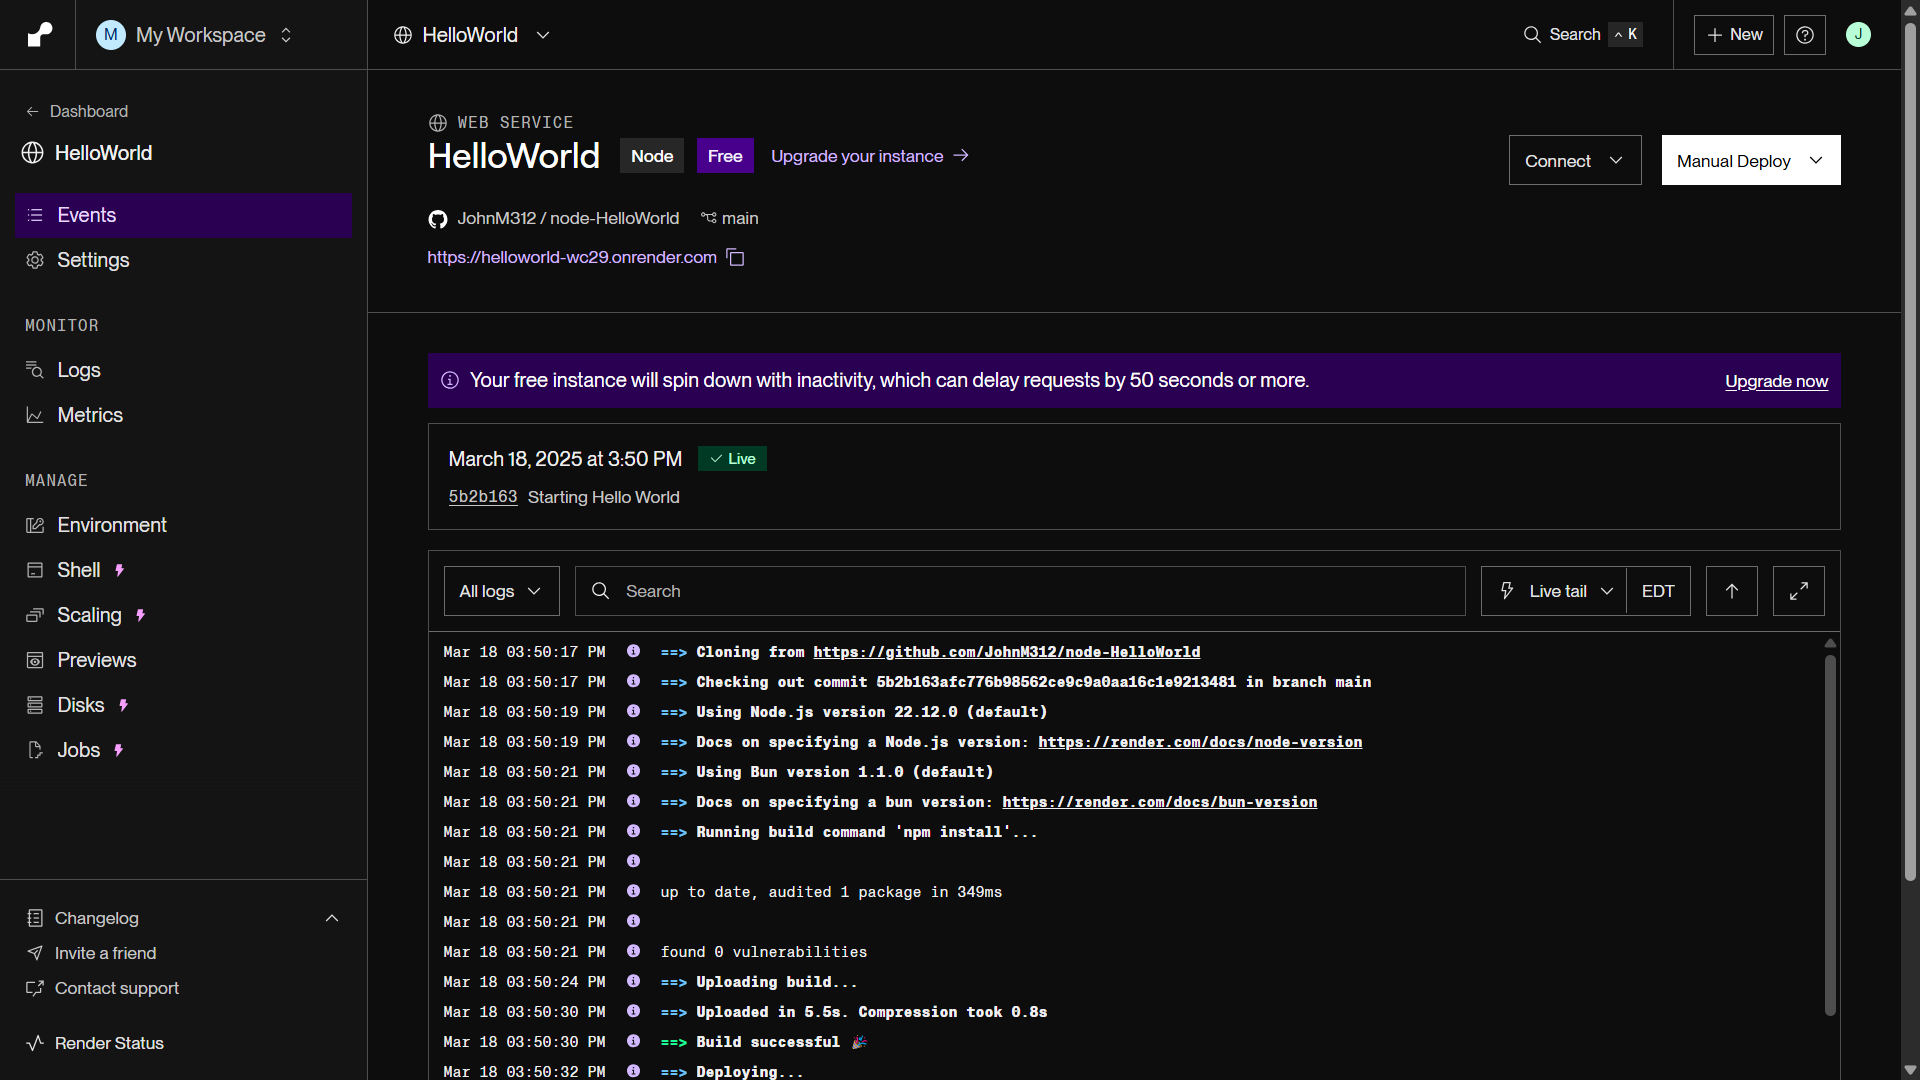 M My Workspace
HelloWorld
Search ^ K
+ New
J
← Dashboard
HelloWorld
Events
Settings
MONITOR
Logs
Metrics
MANAGE
Environment
Shell
Scaling
Previews
Disks
Jobs
Changelog
Invite a friend
Contact support
Render Status
WEB SERVICE
HelloWorld Node Free Upgrade your instance →
Connect
Manual Deploy
JohnM312 / node-HelloWorld main
https://helloworld-wc29.onrender.com
Your free instance will spin down with inactivity, which can delay requests by 50 seconds or more. Upgrade now
March 18, 2025 at 3:50 PM ✓ Live
5b2b163 Starting Hello World
All logs
Search
Live tail EDT
Mar 18 03:50:17 PM ==> Cloning from https://github.com/JohnM312/node-HelloWorld
Mar 18 03:50:17 PM ==> Checking out commit 5b2b163afc776b98562ce9c9a0aa16c1e9213481 in branch main
Mar 18 03:50:19 PM ==> Using Node.js version 22.12.0 (default)
Mar 18 03:50:19 PM ==> Docs on specifying a Node.js version: https://render.com/docs/node-version
Mar 18 03:50:21 PM ==> Using Bun version 1.1.0 (default)
Mar 18 03:50:21 PM ==> Docs on specifying a bun version: https://render.com/docs/bun-version
Mar 18 03:50:21 PM ==> Running build command 'npm install'...
Mar 18 03:50:21 PM
Mar 18 03:50:21 PM up to date, audited 1 package in 349ms
Mar 18 03:50:21 PM
Mar 18 03:50:21 PM found 0 vulnerabilities
Mar 18 03:50:24 PM ==> Uploading build...
Mar 18 03:50:30 PM ==> Uploaded in 5.5s. Compression took 0.8s
Mar 18 03:50:30 PM ==> Build successful 🎉
Mar 18 03:50:32 PM ==> Deploying...